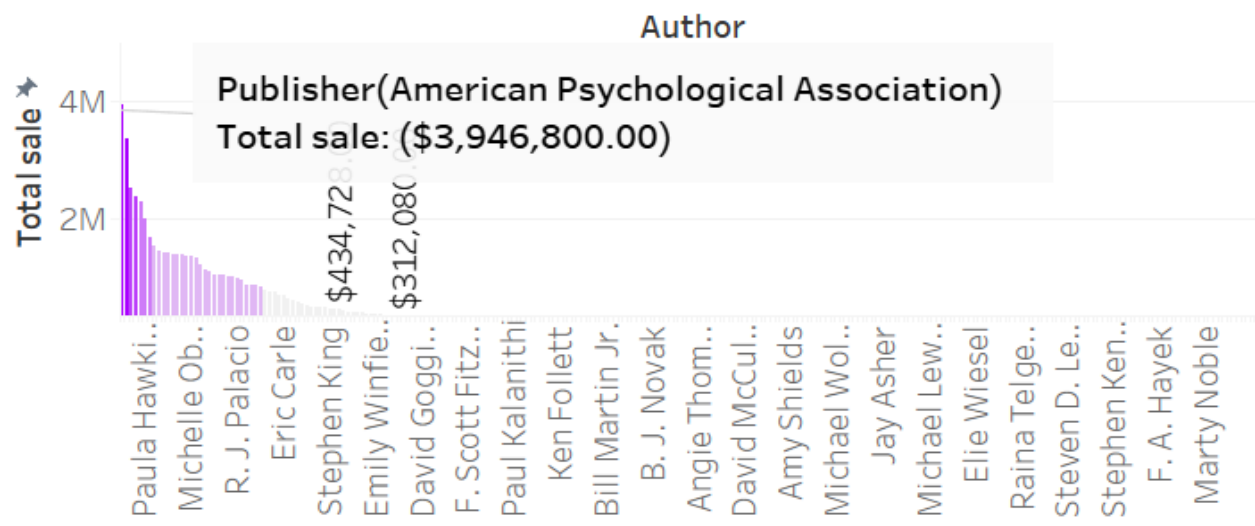 Author
Publisher(American Psychological Association)
Total sale: ($3,946,800.00)
Total sale
4M
2M
$434,728.00
$312,080.00
Paula Hawki..
Michelle Ob..
R. J. Palacio
Eric Carle
Stephen King
Emily Winfie..
David Goggi..
F. Scott Fitz..
Paul Kalanithi
Ken Follett
Bill Martin Jr.
B. J. Novak
Angie Thom..
David McCul..
Amy Shields
Michael Wol..
Jay Asher
Michael Lew..
Elie Wiesel
Raina Telge..
Steven D. Le..
Stephen Ken..
F. A. Hayek
Marty Noble